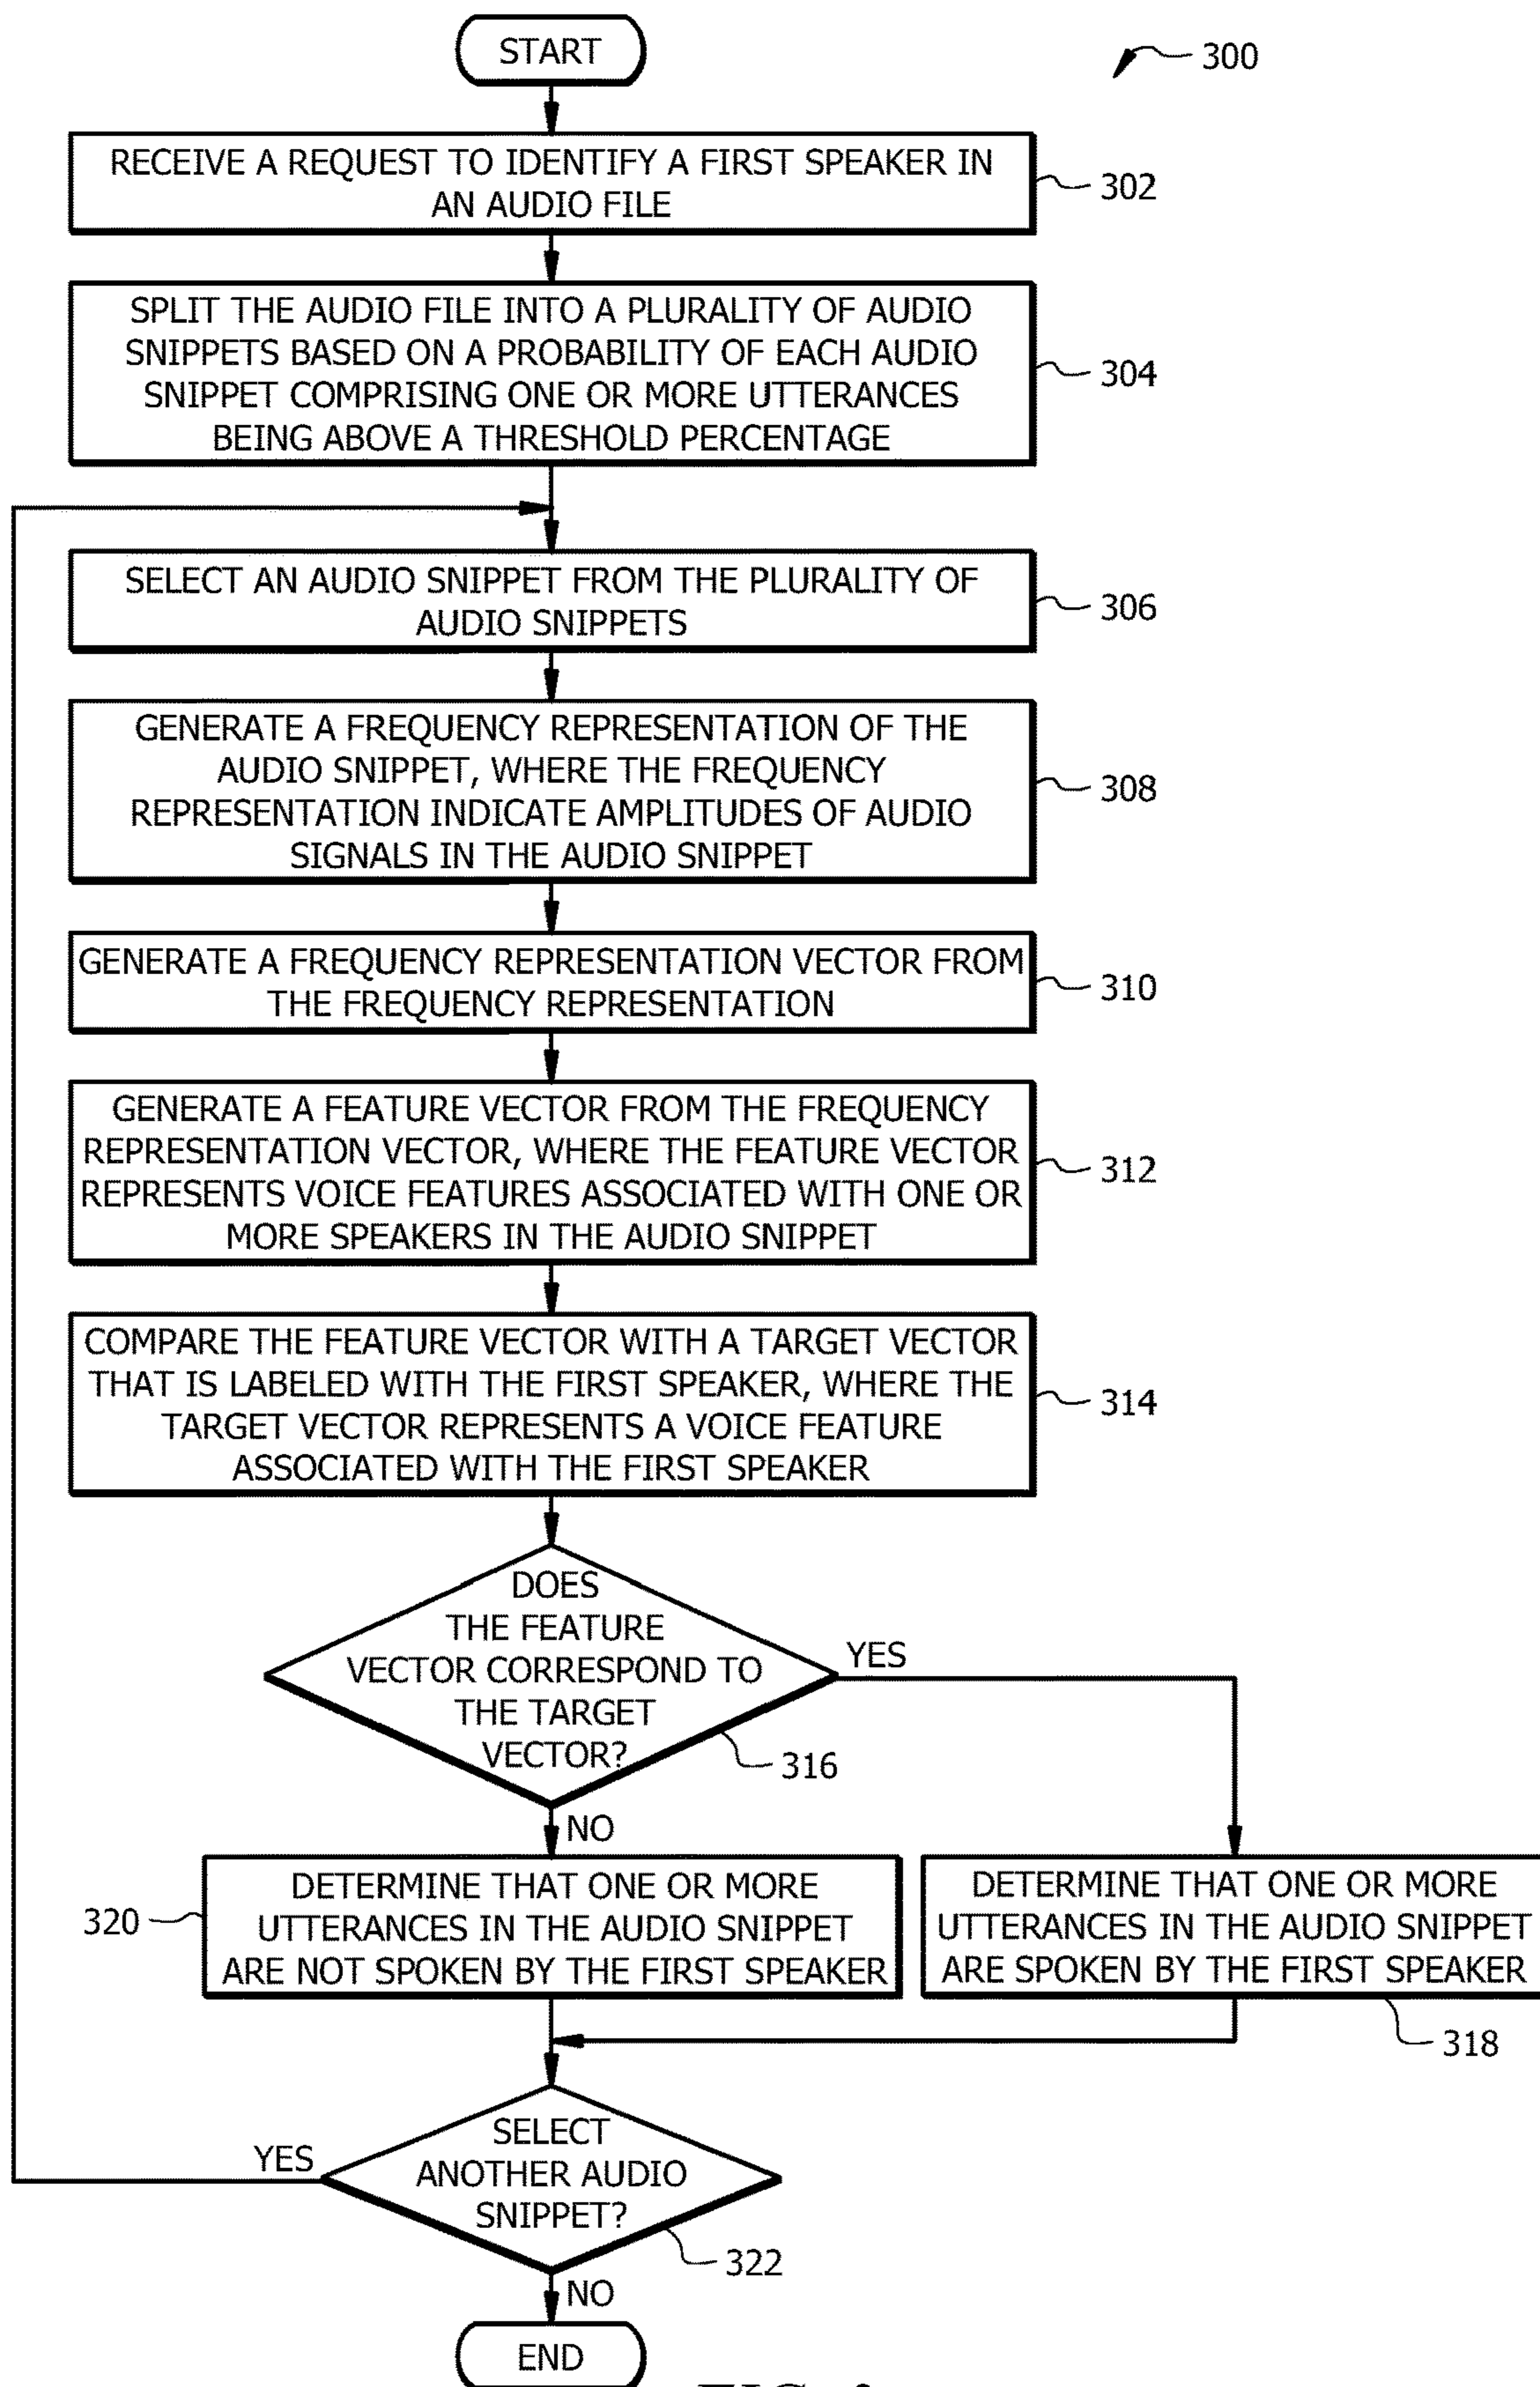 START
300
RECEIVE A REQUEST TO IDENTIFY A FIRST SPEAKER IN
AN AUDIO FILE
302
SPLIT THE AUDIO FILE INTO A PLURALITY OF AUDIO
SNIPPETS BASED ON A PROBABILITY OF EACH AUDIO
SNIPPET COMPRISING ONE OR MORE UTTERANCES
BEING ABOVE A THRESHOLD PERCENTAGE
304
SELECT AN AUDIO SNIPPET FROM THE PLURALITY OF
AUDIO SNIPPETS
306
GENERATE A FREQUENCY REPRESENTATION OF THE
AUDIO SNIPPET, WHERE THE FREQUENCY
REPRESENTATION INDICATE AMPLITUDES OF AUDIO
SIGNALS IN THE AUDIO SNIPPET
308
GENERATE A FREQUENCY REPRESENTATION VECTOR FROM
THE FREQUENCY REPRESENTATION
310
GENERATE A FEATURE VECTOR FROM THE FREQUENCY
REPRESENTATION VECTOR, WHERE THE FEATURE VECTOR
REPRESENTS VOICE FEATURES ASSOCIATED WITH ONE OR
MORE SPEAKERS IN THE AUDIO SNIPPET
312
COMPARE THE FEATURE VECTOR WITH A TARGET VECTOR
THAT IS LABELED WITH THE FIRST SPEAKER, WHERE THE
TARGET VECTOR REPRESENTS A VOICE FEATURE
ASSOCIATED WITH THE FIRST SPEAKER
314
DOES
THE FEATURE
VECTOR CORRESPOND TO
THE TARGET
VECTOR?
YES
316
NO
320
DETERMINE THAT ONE OR MORE
UTTERANCES IN THE AUDIO SNIPPET
ARE NOT SPOKEN BY THE FIRST SPEAKER
DETERMINE THAT ONE OR MORE
UTTERANCES IN THE AUDIO SNIPPET
ARE SPOKEN BY THE FIRST SPEAKER
318
SELECT
ANOTHER AUDIO
SNIPPET?
YES
322
NO
END